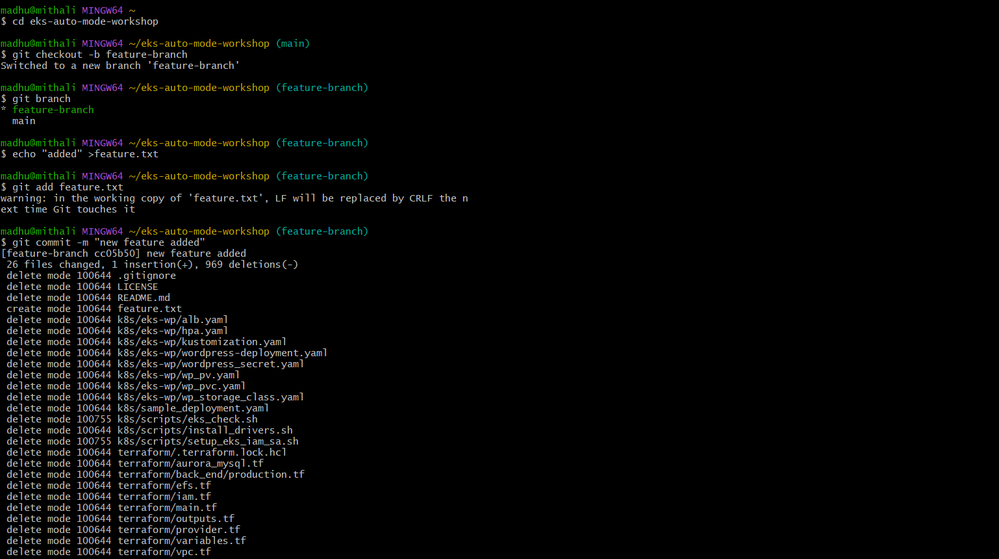 madhu@mithali MINGW64 ~
$ cd eks-auto-mode-workshop

madhu@mithali MINGW64 ~/eks-auto-mode-workshop (main)
$ git checkout -b feature-branch
Switched to a new branch 'feature-branch'

madhu@mithali MINGW64 ~/eks-auto-mode-workshop (feature-branch)
$ git branch
* feature-branch
  main

madhu@mithali MINGW64 ~/eks-auto-mode-workshop (feature-branch)
$ echo "added" >feature.txt

madhu@mithali MINGW64 ~/eks-auto-mode-workshop (feature-branch)
$ git add feature.txt
warning: in the working copy of 'feature.txt', LF will be replaced by CRLF the n
ext time Git touches it

madhu@mithali MINGW64 ~/eks-auto-mode-workshop (feature-branch)
$ git commit -m "new feature added"
[feature-branch cc05b50] new feature added
 26 files changed, 1 insertion(+), 969 deletions(-)
 delete mode 100644 .gitignore
 delete mode 100644 LICENSE
 delete mode 100644 README.md
 create mode 100644 feature.txt
 delete mode 100644 k8s/eks-wp/alb.yaml
 delete mode 100644 k8s/eks-wp/hpa.yaml
 delete mode 100644 k8s/eks-wp/kustomization.yaml
 delete mode 100644 k8s/eks-wp/wordpress-deployment.yaml
 delete mode 100644 k8s/eks-wp/wordpress_secret.yaml
 delete mode 100644 k8s/eks-wp/wp_pv.yaml
 delete mode 100644 k8s/eks-wp/wp_pvc.yaml
 delete mode 100644 k8s/eks-wp/wp_storage_class.yaml
 delete mode 100644 k8s/sample_deployment.yaml
 delete mode 100755 k8s/scripts/eks_check.sh
 delete mode 100644 k8s/scripts/install_drivers.sh
 delete mode 100755 k8s/scripts/setup_eks_iam_sa.sh
 delete mode 100644 terraform/.terraform.lock.hcl
 delete mode 100644 terraform/aurora_mysql.tf
 delete mode 100644 terraform/back_end/production.tf
 delete mode 100644 terraform/efs.tf
 delete mode 100644 terraform/iam.tf
 delete mode 100644 terraform/main.tf
 delete mode 100644 terraform/outputs.tf
 delete mode 100644 terraform/provider.tf
 delete mode 100644 terraform/variables.tf
 delete mode 100644 terraform/vpc.tf